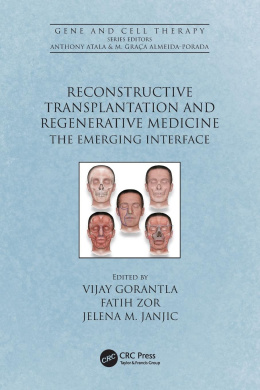 GENE AND CELL THERAPY
SERIES EDITORS
ANTHONY ATALA & M. GRAÇA ALMEIDA-PORADA
RECONSTRUCTIVE
TRANSPLANTATION AND
REGENERATIVE MEDICINE
THE EMERGING INTERFACE
EDITED BY
VIJAY GORANTLA
FATIH ZOR
JELENA M. JANJIC
CRC
CRC Press
Taylor & Francis Group